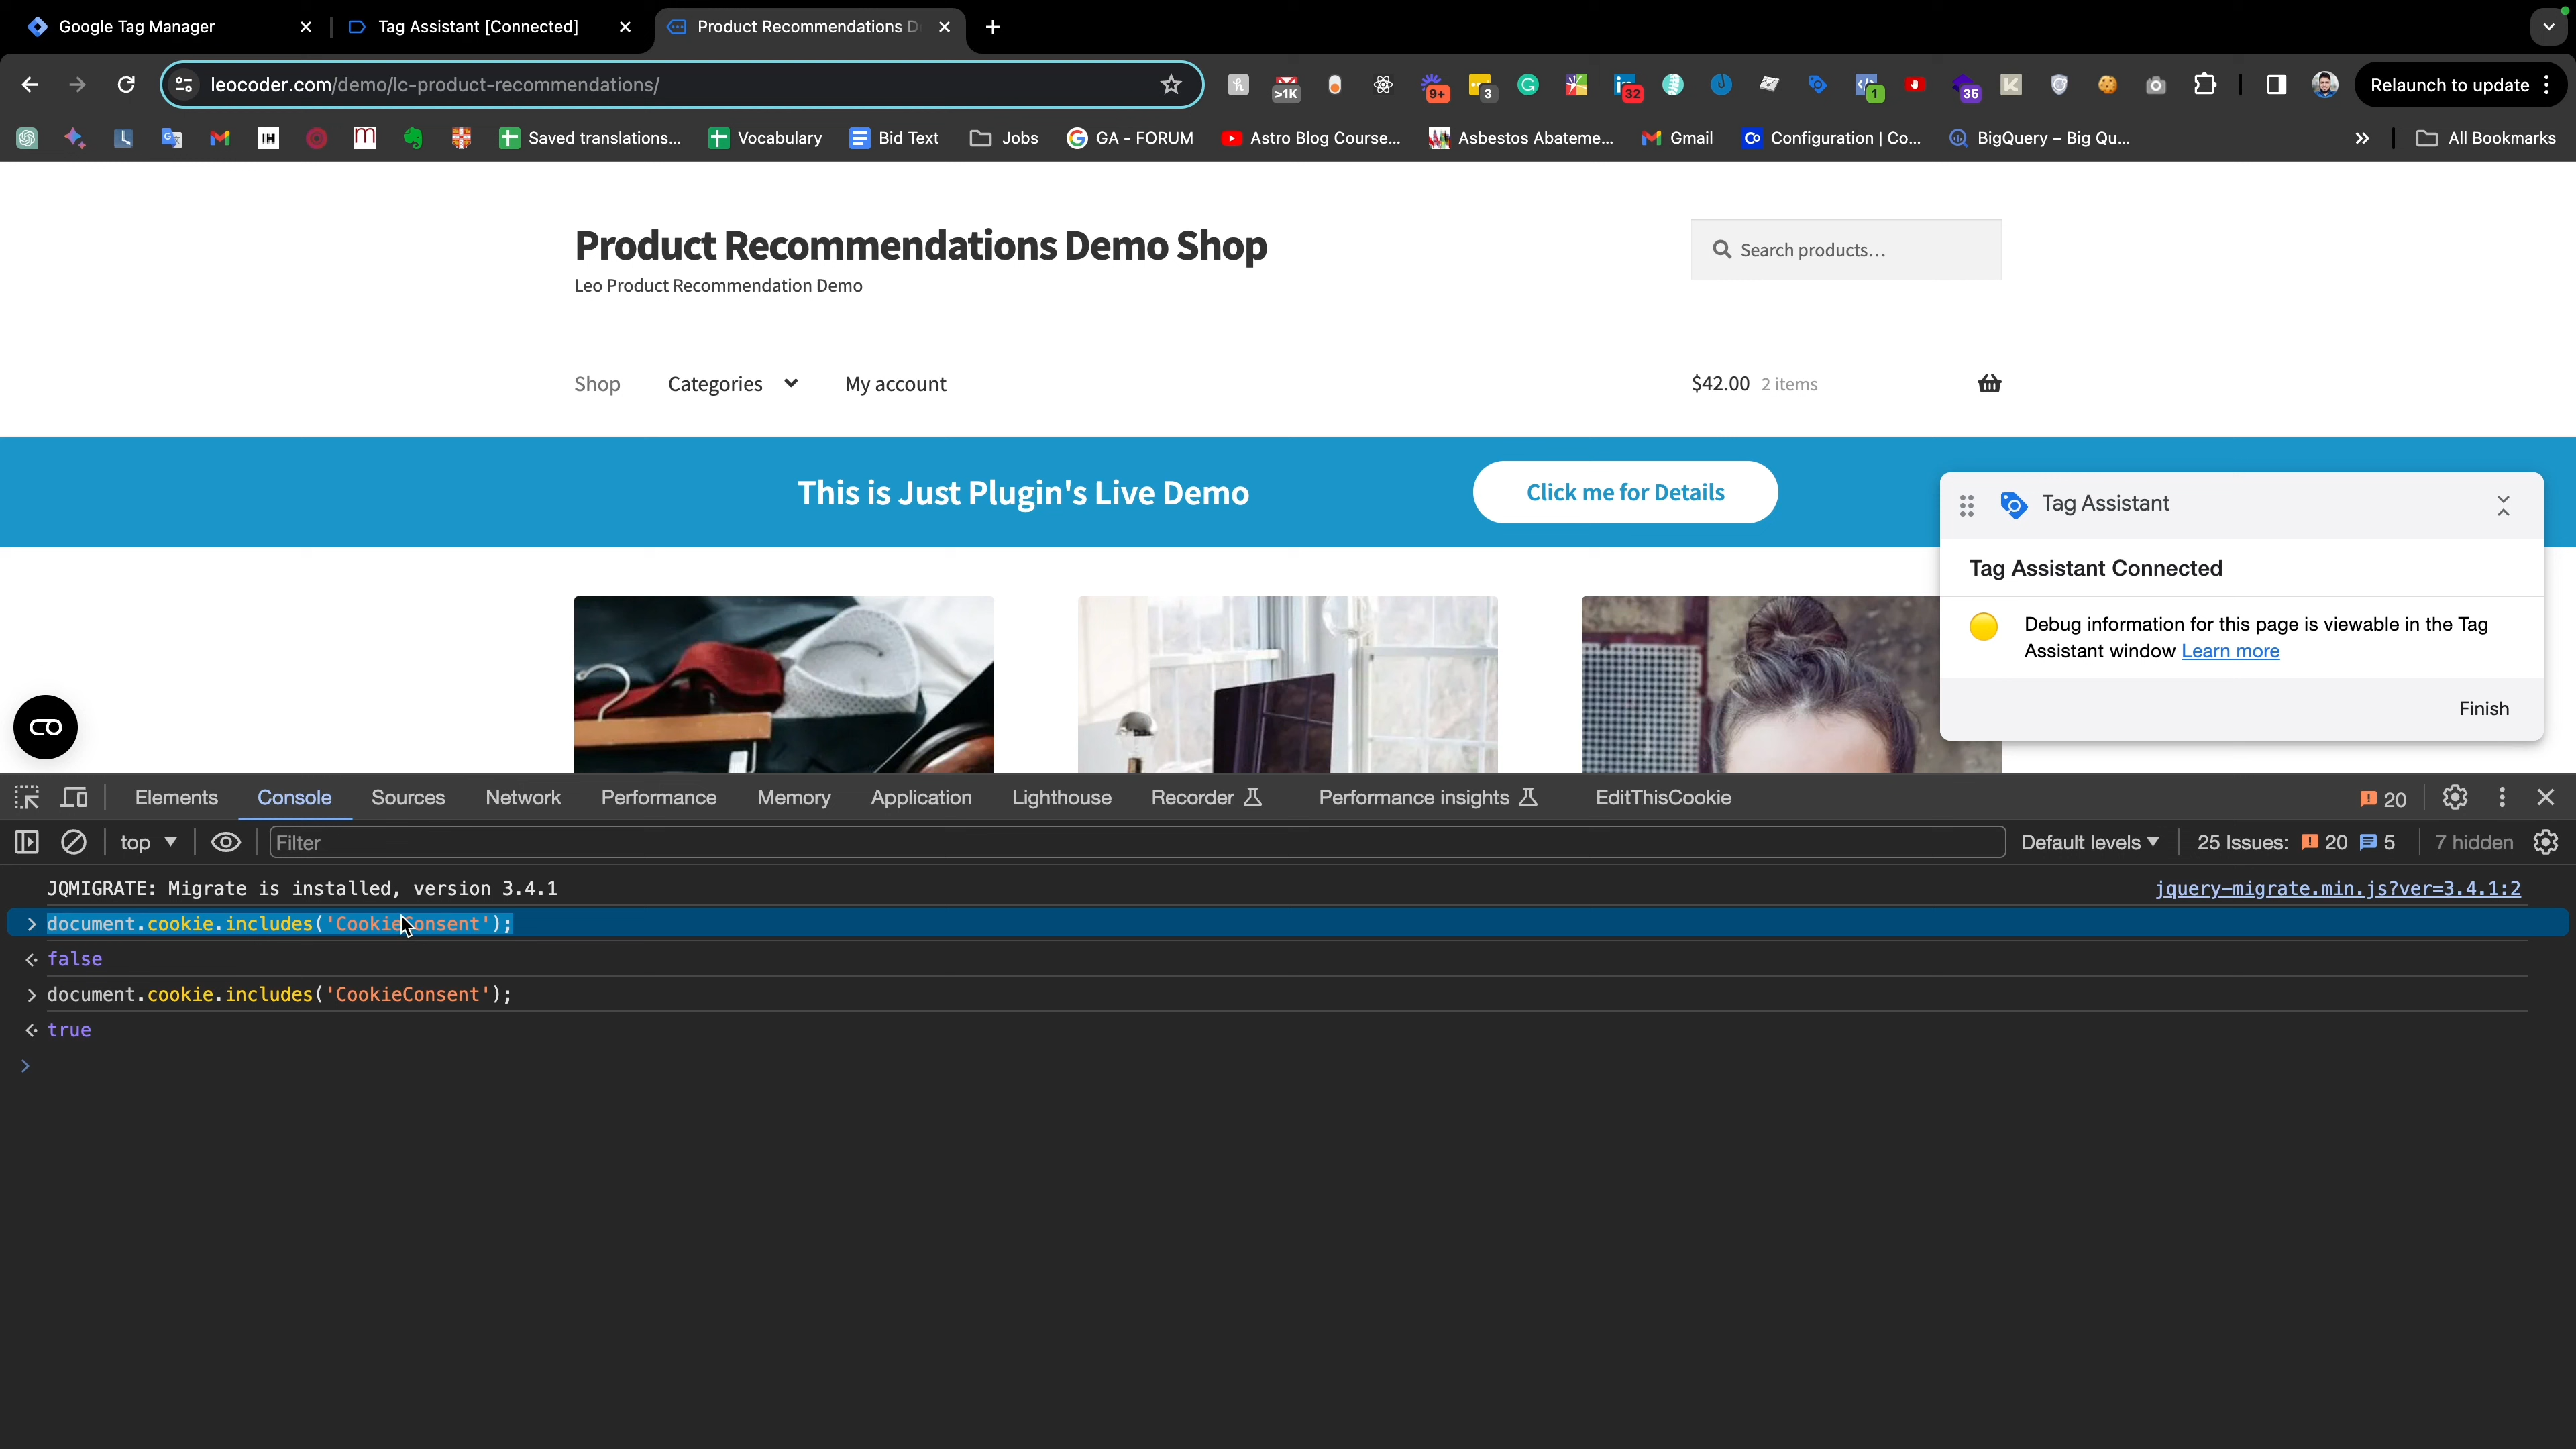 Google Tag Manager
Tag Assistant [Connected]
Product Recommendations D
leocoder.com/demo/lc-product-recommendations/
>1K
9+
3
32
1
35
Relaunch to update
IH
Saved translations...
Vocabulary
Bid Text
Jobs
GA - FORUM
Astro Blog Course...
Asbestos Abateme...
Gmail
Configuration | Co...
BigQuery – Big Qu...
All Bookmarks
Product Recommendations Demo Shop
Leo Product Recommendation Demo
Search products…
Shop
Categories
My account
$42.00 2 items
This is Just Plugin's Live Demo
Click me for Details
Tag Assistant
Tag Assistant Connected
Debug information for this page is viewable in the Tag
Assistant window Learn more
Finish
Elements
Console
Sources
Network
Performance
Memory
Application
Lighthouse
Recorder
Performance insights
EditThisCookie
20
top
Filter
Default levels
25 Issues: 20 5
7 hidden
JQMIGRATE: Migrate is installed, version 3.4.1
jquery-migrate.min.js?ver=3.4.1:2
document.cookie.includes('CookieConsent');
false
document.cookie.includes('CookieConsent');
true